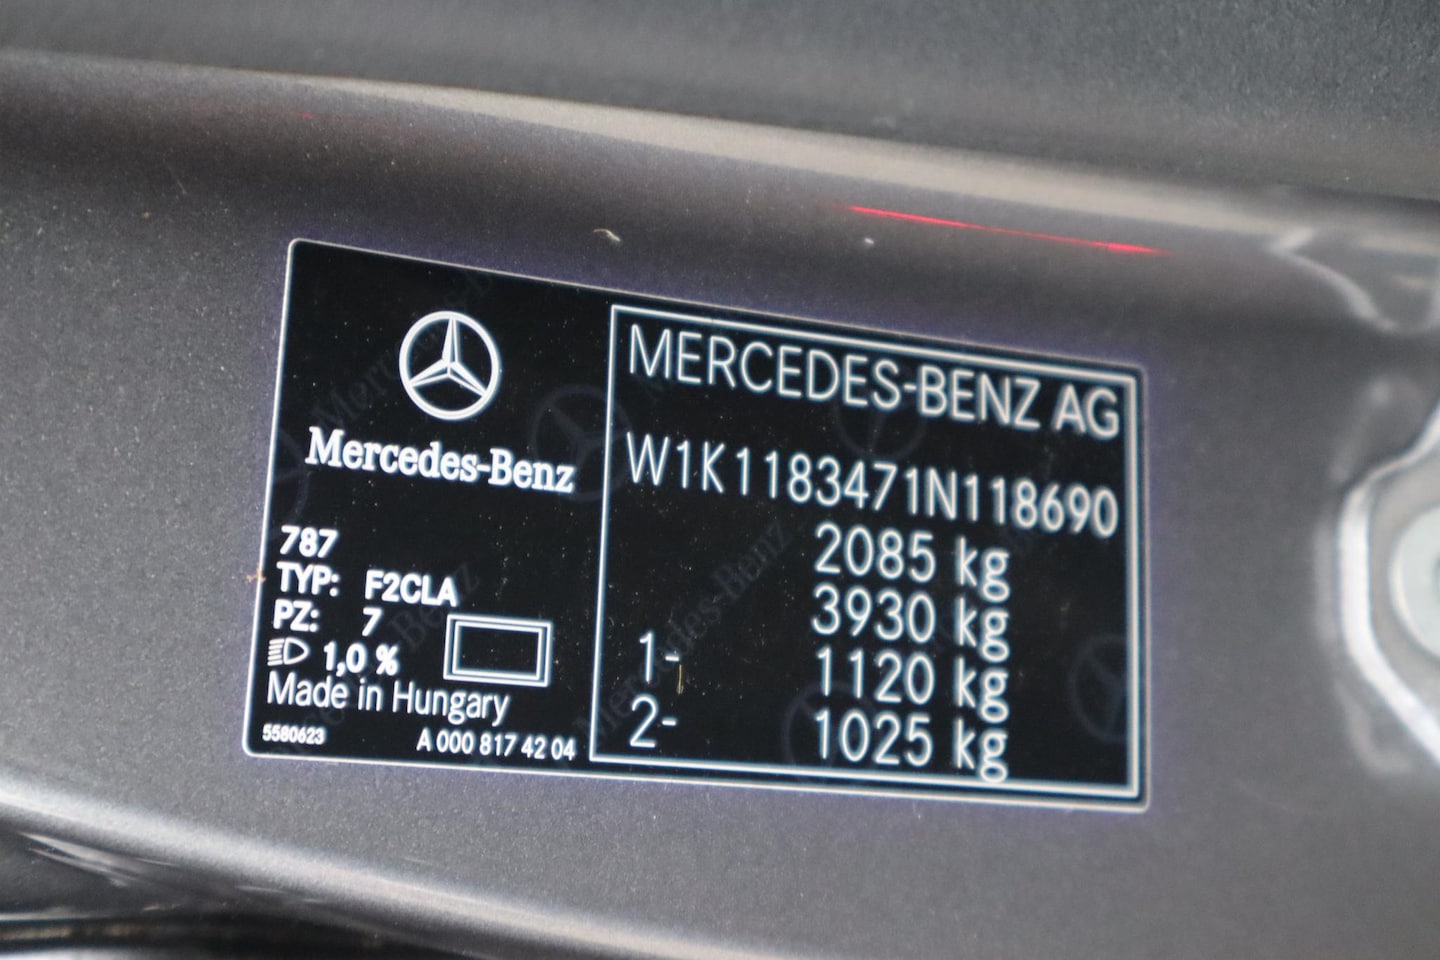 Mercedes-Benz
787
TYP: F2CLA
PZ: 7
1,0 %
Made in Hungary
5580623 A 000 817 42 04
MERCEDES-BENZ AG
W1K1183471N118690
2085 kg
3930 kg
1- 1120 kg
2- 1025 kg